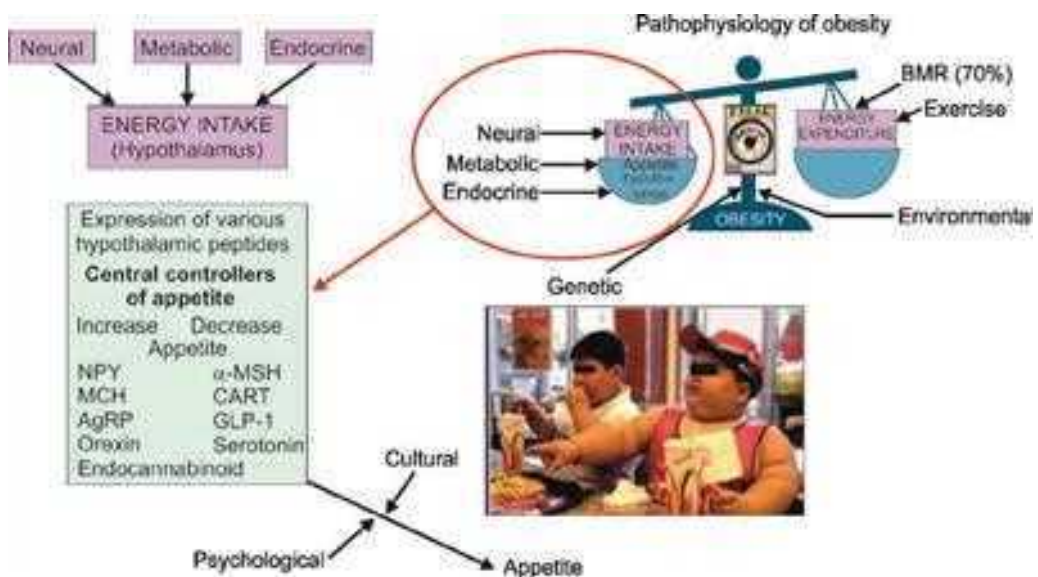 Neural Metabolic Endocrine
ENERGY INTAKE
(Hypothalamus)
Expression of various
hypothalamic peptides
Central controllers
of appetite
Increase Decrease
Appetite
NPY α-MSH
MCH CART
AgRP GLP-1
Orexin Serotonin
Endocannabinoid
Cultural
Psychological
Appetite
Pathophysiology of obesity
BMR (70%)
Exercise
ENERGY
EXPENDITURE
Neural
Metabolic
Endocrine
ENERGY
INTAKE
Appetite
OBESITY
Environmental
Genetic